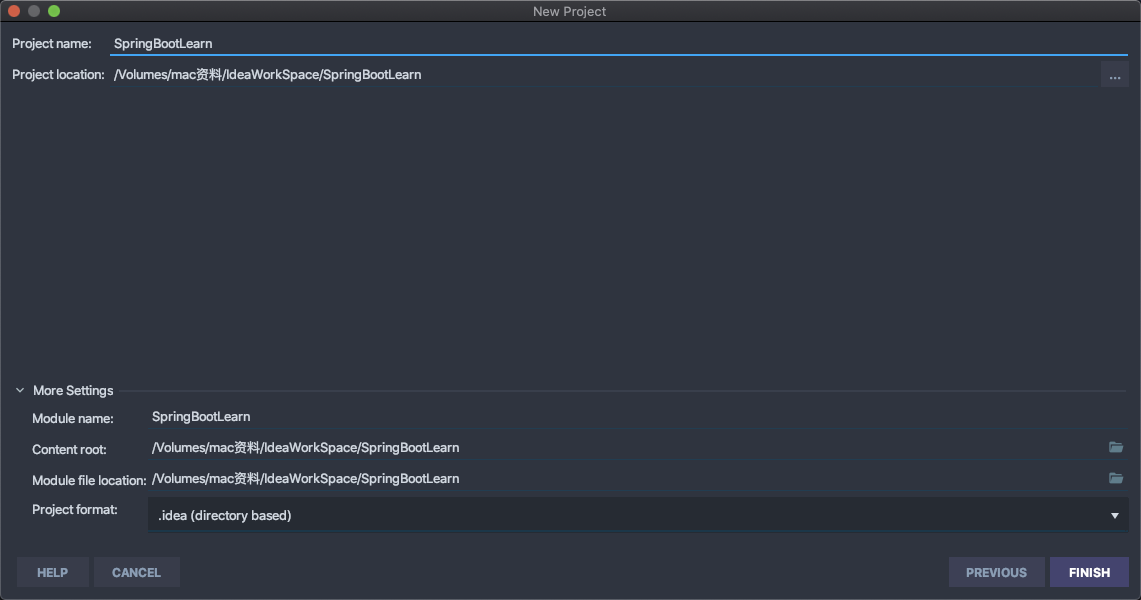 New Project
Project name: SpringBootLearn
Project location: /Volumes/mac资料/IdeaWorkSpace/SpringBootLearn ...
More Settings
Module name: SpringBootLearn
Content root: /Volumes/mac资料/IdeaWorkSpace/SpringBootLearn
Module file location: /Volumes/mac资料/IdeaWorkSpace/SpringBootLearn
Project format: .idea (directory based)
HELP CANCEL PREVIOUS FINISH